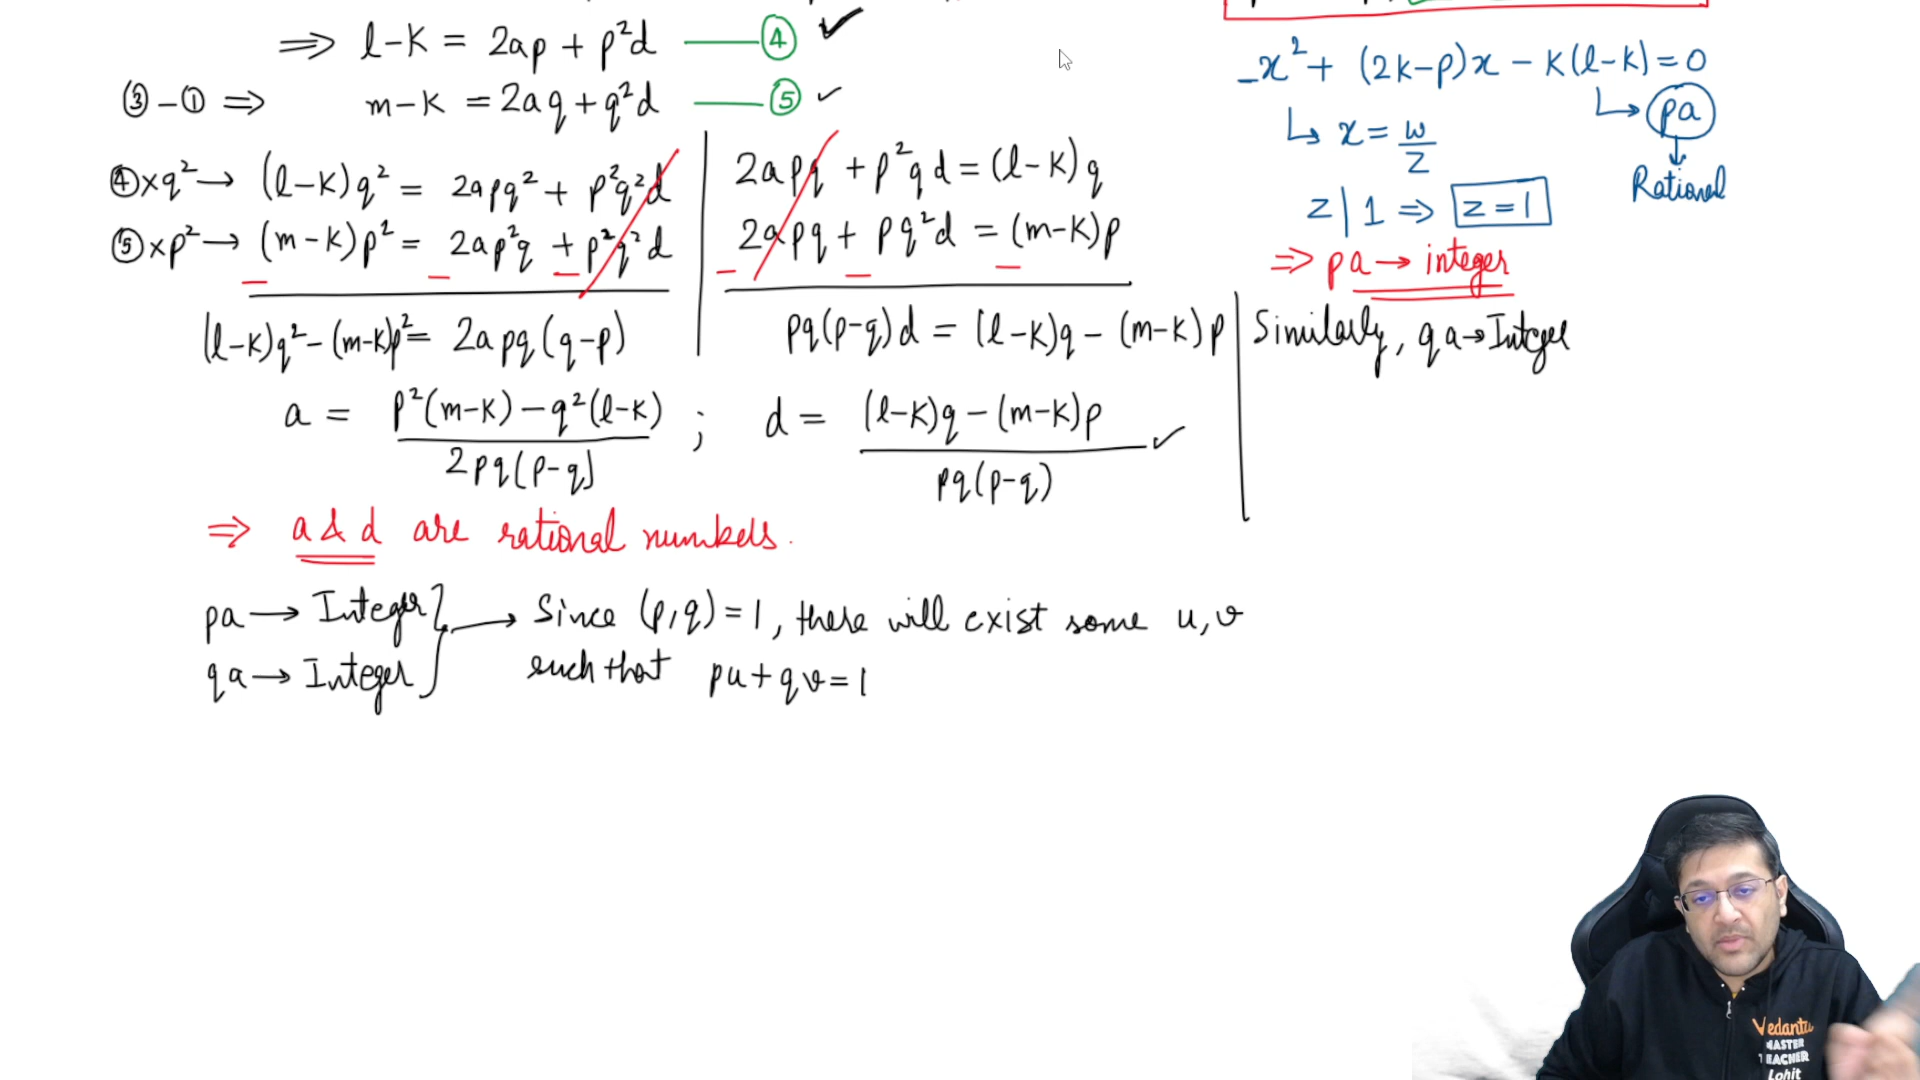 ⇒ l-k = 2ap + p²d —— ④ ✓
③-① ⇒ m-k = 2aq + q²d —— ⑤ ✓
④×q² → (l-k)q² = 2apq² + p²q²d
⑤×p² → (m-k)p² = 2ap²q + p²q²d
(l-k)q² - (m-k)p² = 2apq(q-p)
a = p²(m-k) - q²(l-k) / 2pq(p-q) ;
2apq + p²qd = (l-k)q
2apq + pq²d = (m-k)p
pq(p-q)d = (l-k)q - (m-k)p
d = (l-k)q - (m-k)p / pq(p-q) ✓
⇒ a & d are rational numbers.
pa → Integer
qa → Integer
→ Since (p,q)=1, there will exist some u, v
such that pu + qv = 1
-x² + (2k-p)x - k(l-k) = 0
↳ pa
↓
Rational
↳ x = w/z
z | 1 ⇒ z = 1
⇒ pa → integer
Similarly, qa → Integer
Vedantu
MASTER
TEACHER
Lohit